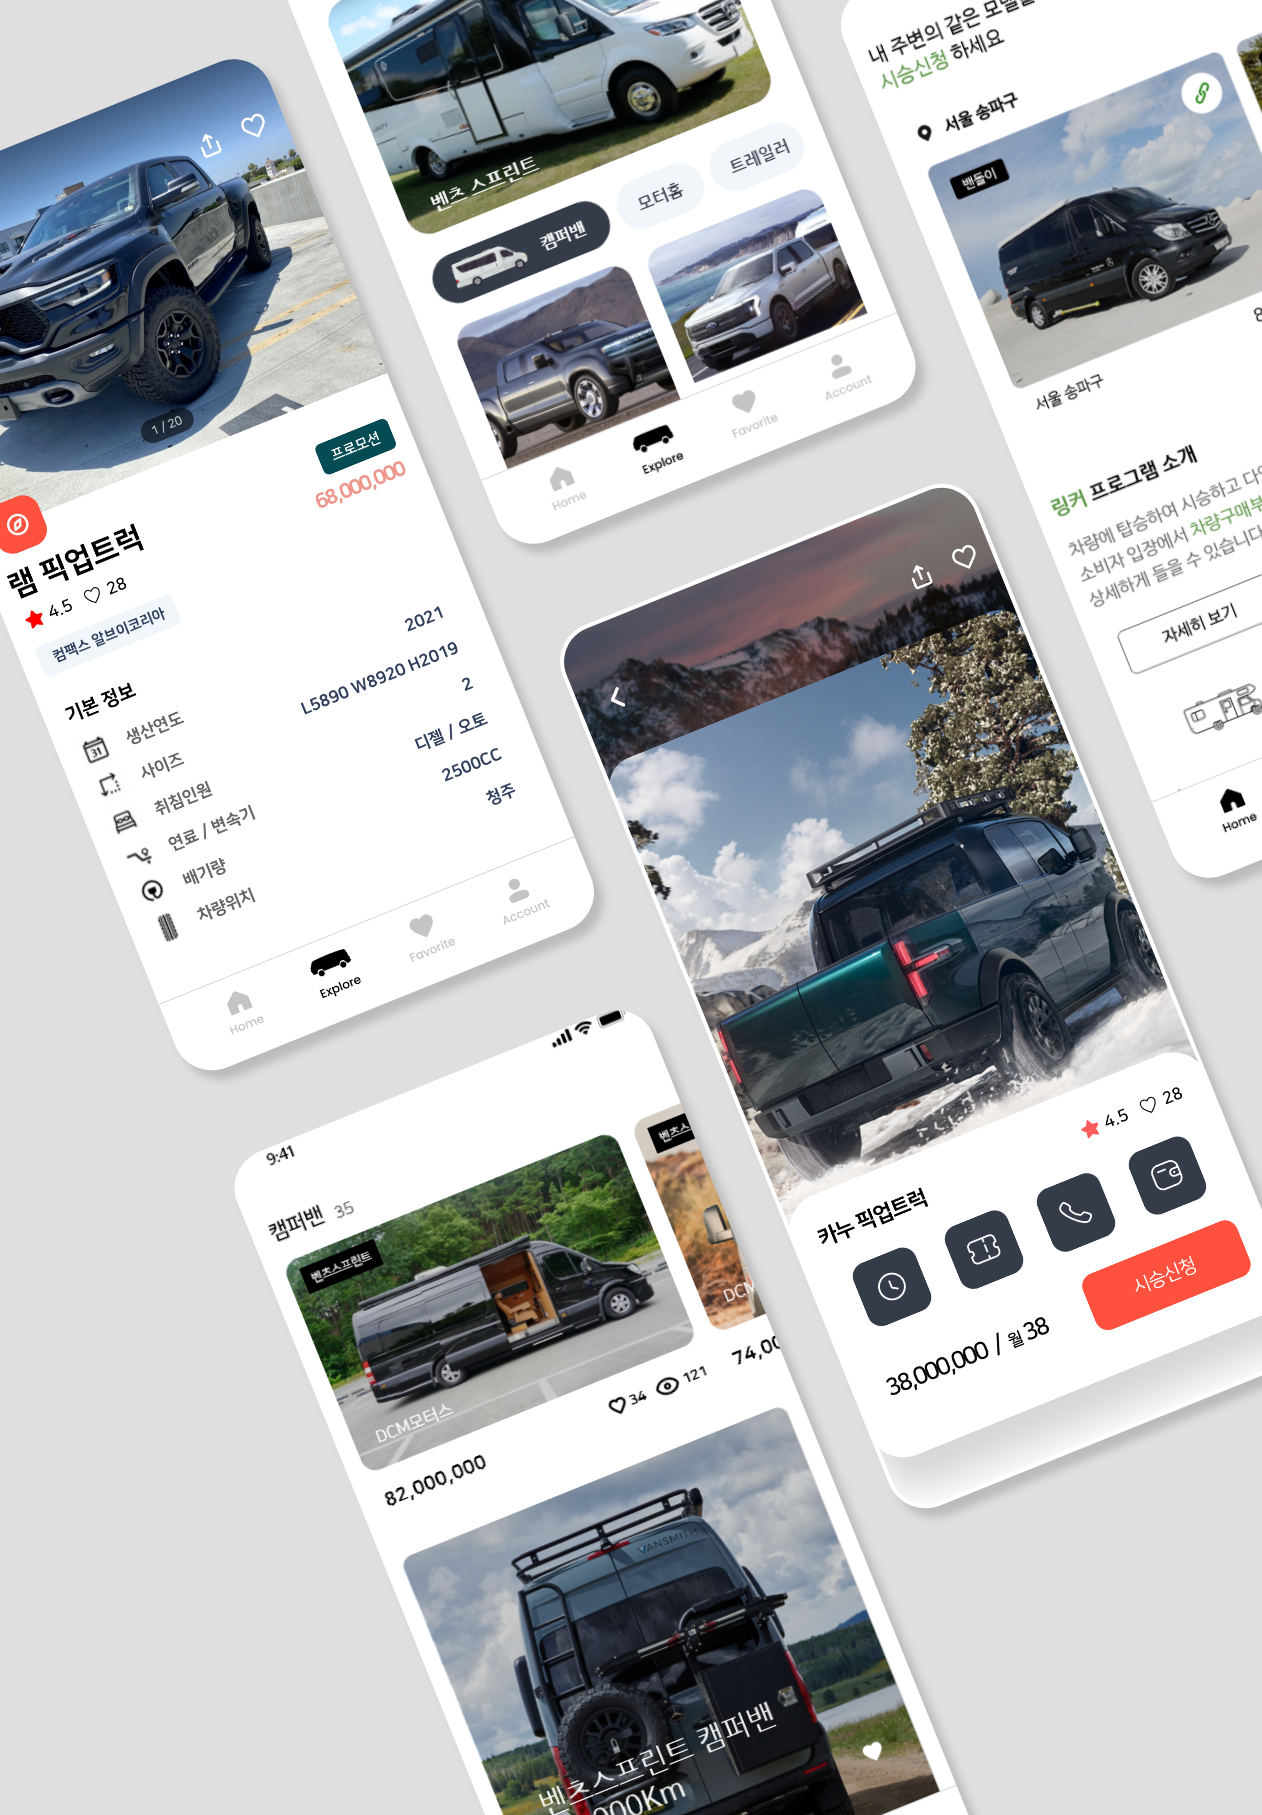 1 / 20
프로모션
68,000,000
램 픽업트럭
4.5 28
컴팩스 알브이코리아
기본 정보
생산연도 2021
사이즈 L5890 W8920 H2019
취침인원 2
연료 / 변속기 디젤 / 오토
배기량 2500CC
차량위치 청주
31
Home
Explore
Favorite
Account
벤츠 스프린트
캠퍼밴
모터홈
트레일러
Home
Explore
Favorite
Account
내 주변의 같은
시승신청 하세요
서울 송파구
밴돌이
서울 송파구
링커 프로그램 소개
차량에 탑승하여 시승하고
소비자 입장에서 차량구매부
상세하게 들을 수 있습니다
자세히 보기
Home
4.5 28
카누 픽업트럭
시승신청
38,000,000 / 월 38
9:41
캠퍼밴 35
벤츠스프린트
DCM모터스
34 121
82,000,000
벤츠스
DCM
74,00
VANSMITH
벤츠스프린트 캠퍼밴
000Km